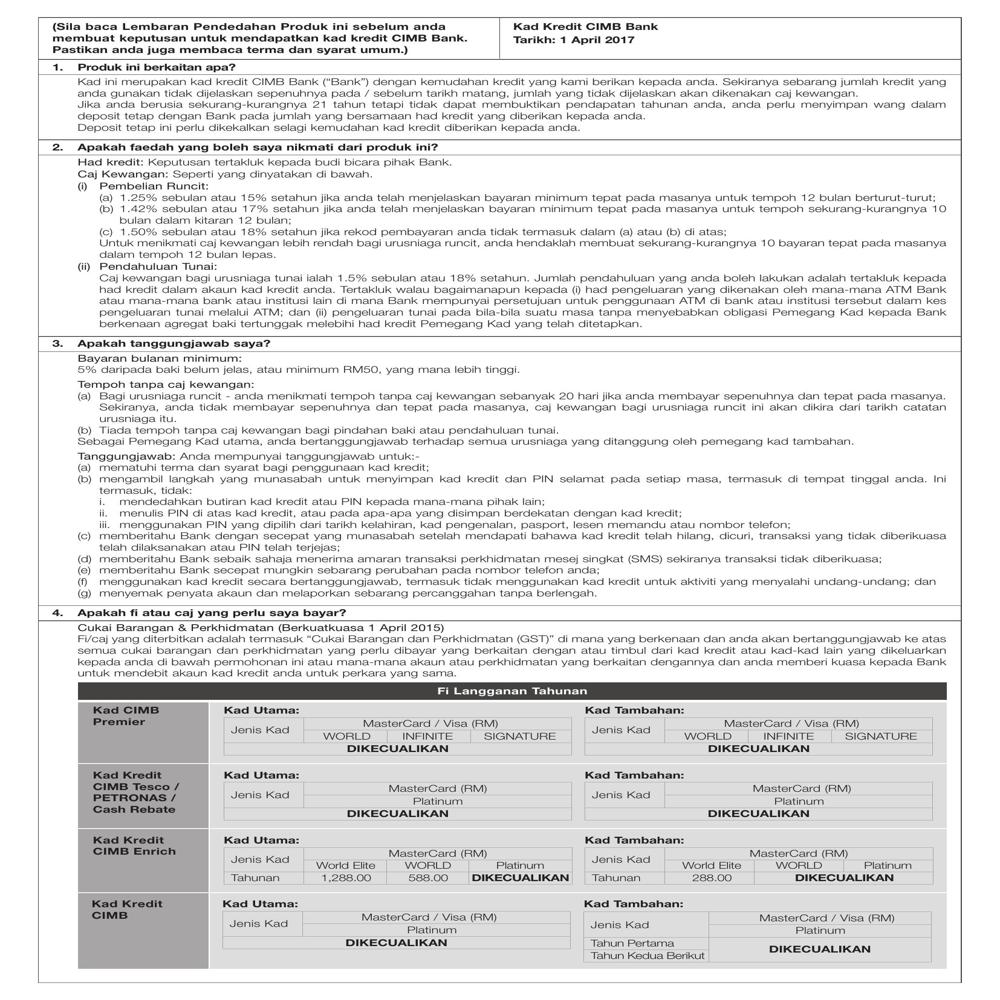 (Sila baca Lembaran Pendedahan Produk ini sebelum anda
membuat keputusan untuk mendapatkan kad kredit CIMB Bank.
Pastikan anda juga membaca terma dan syarat umum.)
Kad Kredit CIMB Bank
Tarikh: 1 April 2017
1. Produk ini berkaitan apa?
Kad ini merupakan kad kredit CIMB Bank (“Bank”) dengan kemudahan kredit yang kami berikan kepada anda. Sekiranya sebarang jumlah kredit yang
anda gunakan tidak dijelaskan sepenuhnya pada / sebelum tarikh matang, jumlah yang tidak dijelaskan akan dikenakan caj kewangan.
Jika anda berusia sekurang-kurangnya 21 tahun tetapi tidak dapat membuktikan pendapatan tahunan anda, anda perlu menyimpan wang dalam
deposit tetap dengan Bank pada jumlah yang bersamaan had kredit yang diberikan kepada anda.
Deposit tetap ini perlu dikekalkan selagi kemudahan kad kredit diberikan kepada anda.
2. Apakah faedah yang boleh saya nikmati dari produk ini?
Had kredit: Keputusan tertakluk kepada budi bicara pihak Bank.
Caj Kewangan: Seperti yang dinyatakan di bawah.
(i) Pembelian Runcit:
(a) 1.25% sebulan atau 15% setahun jika anda telah menjelaskan bayaran minimum tepat pada masanya untuk tempoh 12 bulan berturut-turut;
(b) 1.42% sebulan atau 17% setahun jika anda telah menjelaskan bayaran minimum tepat pada masanya untuk tempoh sekurang-kurangnya 10
bulan dalam kitaran 12 bulan;
(c) 1.50% sebulan atau 18% setahun jika rekod pembayaran anda tidak termasuk dalam (a) atau (b) di atas;
Untuk menikmati caj kewangan lebih rendah bagi urusniaga runcit, anda hendaklah membuat sekurang-kurangnya 10 bayaran tepat pada masanya
dalam tempoh 12 bulan lepas.
(ii) Pendahuluan Tunai:
Caj kewangan bagi urusniaga tunai ialah 1.5% sebulan atau 18% setahun. Jumlah pendahuluan yang anda boleh lakukan adalah tertakluk kepada
had kredit dalam akaun kad kredit anda. Tertakluk walau bagaimanapun kepada (i) had pengeluaran yang dikenakan oleh mana-mana ATM Bank
atau mana-mana bank atau institusi lain di mana Bank mempunyai persetujuan untuk penggunaan ATM di bank atau institusi tersebut dalam kes
pengeluaran tunai melalui ATM; dan (ii) pengeluaran tunai pada bila-bila suatu masa tanpa menyebabkan obligasi Pemegang Kad kepada Bank
berkenaan agregat baki tertunggak melebihi had kredit Pemegang Kad yang telah ditetapkan.
3. Apakah tanggungjawab saya?
Bayaran bulanan minimum:
5% daripada baki belum jelas, atau minimum RM50, yang mana lebih tinggi.
Tempoh tanpa caj kewangan:
(a) Bagi urusniaga runcit - anda menikmati tempoh tanpa caj kewangan sebanyak 20 hari jika anda membayar sepenuhnya dan tepat pada masanya.
Sekiranya, anda tidak membayar sepenuhnya dan tepat pada masanya, caj kewangan bagi urusniaga runcit ini akan dikira dari tarikh catatan
urusniaga itu.
(b) Tiada tempoh tanpa caj kewangan bagi pindahan baki atau pendahuluan tunai.
Sebagai Pemegang Kad utama, anda bertanggungjawab terhadap semua urusniaga yang ditanggung oleh pemegang kad tambahan.
Tanggungjawab: Anda mempunyai tanggungjawab untuk:-
(a) mematuhi terma dan syarat bagi penggunaan kad kredit;
(b) mengambil langkah yang munasabah untuk menyimpan kad kredit dan PIN selamat pada setiap masa, termasuk di tempat tinggal anda. Ini
termasuk, tidak:
i. mendedahkan butiran kad kredit atau PIN kepada mana-mana pihak lain;
ii. menulis PIN di atas kad kredit, atau pada apa-apa yang disimpan berdekatan dengan kad kredit;
iii. menggunakan PIN yang dipilih dari tarikh kelahiran, kad pengenalan, pasport, lesen memandu atau nombor telefon;
(c) memberitahu Bank dengan secepat yang munasabah setelah mendapati bahawa kad kredit telah hilang, dicuri, transaksi yang tidak diberikuasa
telah dilaksanakan atau PIN telah terjejas;
(d) memberitahu Bank sebaik sahaja menerima amaran transaksi perkhidmatan mesej singkat (SMS) sekiranya transaksi tidak diberikuasa;
(e) memberitahu Bank secepat mungkin sebarang perubahan pada nombor telefon anda;
(f) menggunakan kad kredit secara bertanggungjawab, termasuk tidak menggunakan kad kredit untuk aktiviti yang menyalahi undang-undang; dan
(g) menyemak penyata akaun dan melaporkan sebarang percanggahan tanpa berlengah.
4. Apakah fi atau caj yang perlu saya bayar?
Cukai Barangan & Perkhidmatan (Berkuatkuasa 1 April 2015)
Fi/caj yang diterbitkan adalah termasuk “Cukai Barangan dan Perkhidmatan (GST)” di mana yang berkenaan dan anda akan bertanggungjawab ke atas
semua cukai barangan dan perkhidmatan yang perlu dibayar yang berkaitan dengan atau timbul dari kad kredit atau kad-kad lain yang dikeluarkan
kepada anda di bawah permohonan ini atau mana-mana akaun atau perkhidmatan yang berkaitan dengannya dan anda memberi kuasa kepada Bank
untuk mendebit akaun kad kredit anda untuk perkara yang sama.
Fi Langganan Tahunan
Kad CIMB
Premier
Kad Utama:
Jenis Kad
MasterCard / Visa (RM)
WORLD INFINITE SIGNATURE
DIKECUALIKAN
Kad Tambahan:
Jenis Kad
MasterCard / Visa (RM)
WORLD INFINITE SIGNATURE
DIKECUALIKAN
Kad Kredit
CIMB Tesco /
PETRONAS /
Cash Rebate
Kad Utama:
Jenis Kad
MasterCard (RM)
Platinum
DIKECUALIKAN
Kad Tambahan:
Jenis Kad
MasterCard (RM)
Platinum
DIKECUALIKAN
Kad Kredit
CIMB Enrich
Kad Utama:
Jenis Kad
MasterCard (RM)
World Elite WORLD Platinum
Tahunan 1,288.00 588.00 DIKECUALIKAN
Kad Tambahan:
Jenis Kad
MasterCard (RM)
World Elite WORLD Platinum
Tahunan 288.00 DIKECUALIKAN
Kad Kredit
CIMB
Kad Utama:
Jenis Kad
MasterCard / Visa (RM)
Platinum
DIKECUALIKAN
Kad Tambahan:
Jenis Kad
MasterCard / Visa (RM)
Platinum
Tahun Pertama
Tahun Kedua Berikut
DIKECUALIKAN